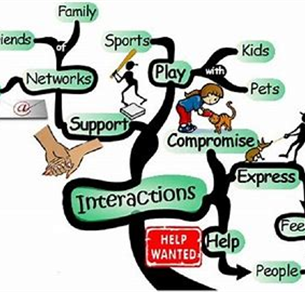 Family
iends
of
Networks
@
Support
Sports
Play
with
Kids
Pets
Compromise
Express
Fee
Interactions
HELP
WANTED
Help
People